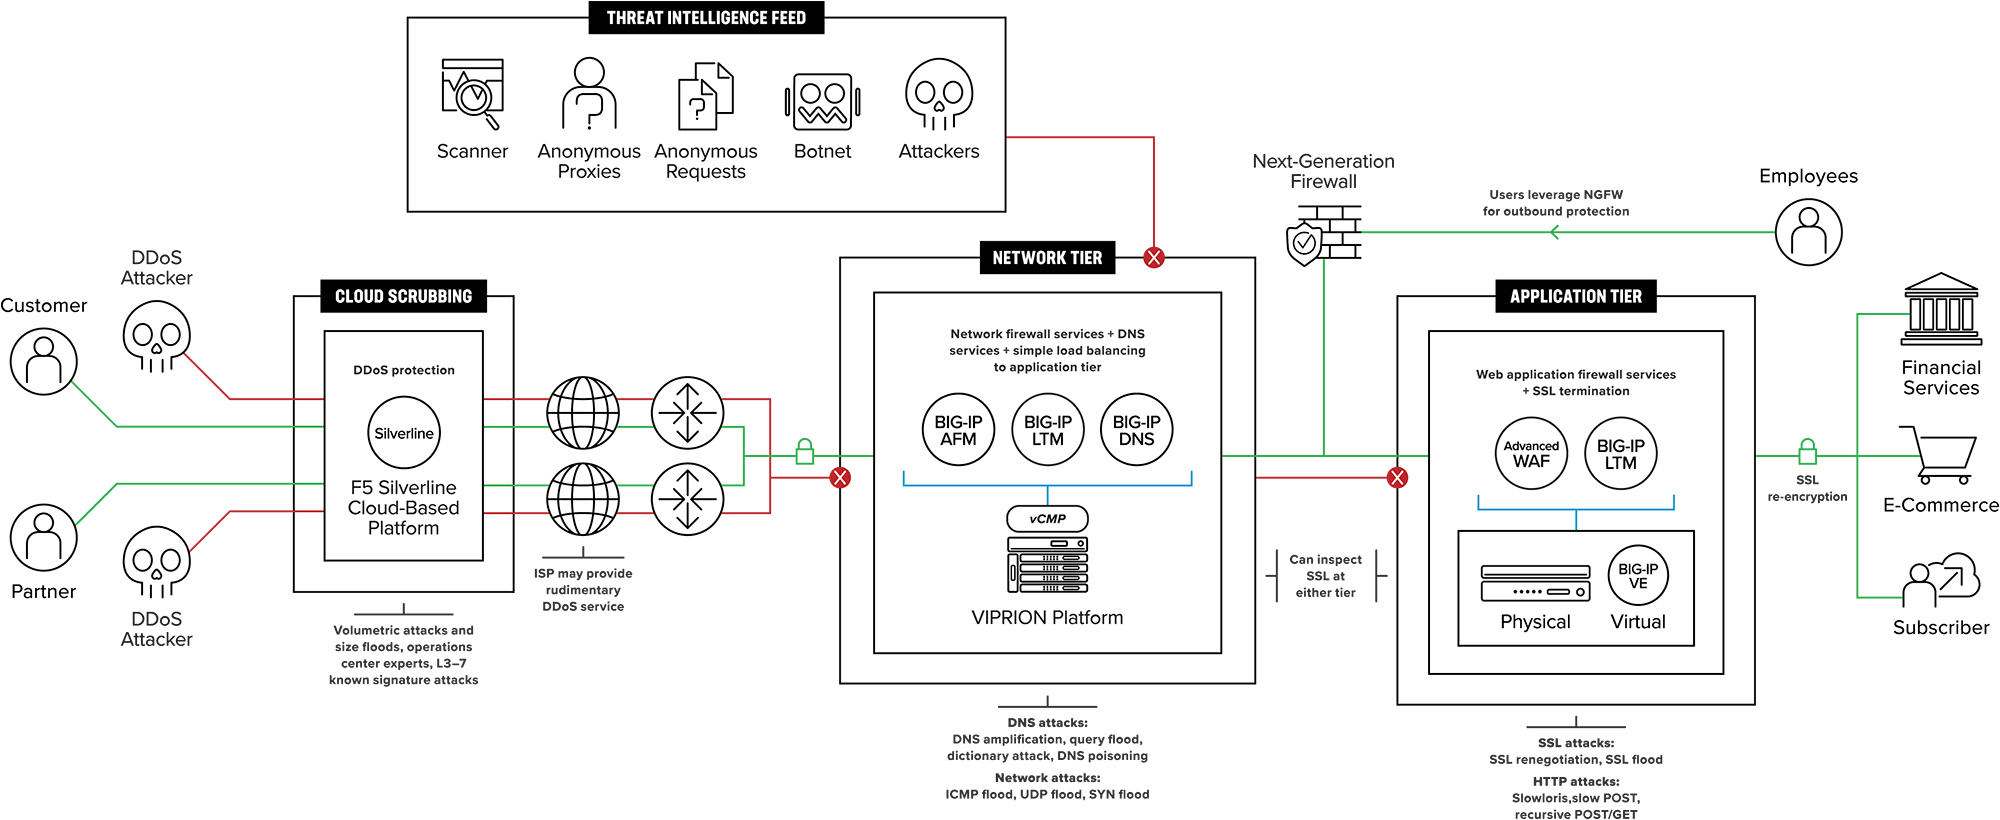 THREAT INTELLIGENCE FEED
Scanner
Anonymous
Proxies
Anonymous
Requests
Botnet
Attackers
Next-Generation
Firewall
Users leverage NGFW
for outbound protection
Employees
DDoS
Attacker
Customer
Partner
DDoS
Attacker
CLOUD SCRUBBING
DDoS protection
Silverline
F5 Silverline
Cloud-Based
Platform
Volumetric attacks and
size floods, operations
center experts, L3–7
known signature attacks
ISP may provide
rudimentary
DDoS service
NETWORK TIER
Network firewall services + DNS
services + simple load balancing
to application tier
BIG-IP
AFM
BIG-IP
LTM
BIG-IP
DNS
vCMP
VIPRION Platform
DNS attacks:
DNS amplification, query flood,
dictionary attack, DNS poisoning
Network attacks:
ICMP flood, UDP flood, SYN flood
Can inspect
SSL at
either tier
APPLICATION TIER
Web application firewall services
+ SSL termination
Advanced
WAF
BIG-IP
LTM
BIG-IP
VE
Physical
Virtual
SSL attacks:
SSL renegotiation, SSL flood
HTTP attacks:
Slowloris,slow POST,
recursive POST/GET
SSL
re-encryption
Financial
Services
E-Commerce
Subscriber